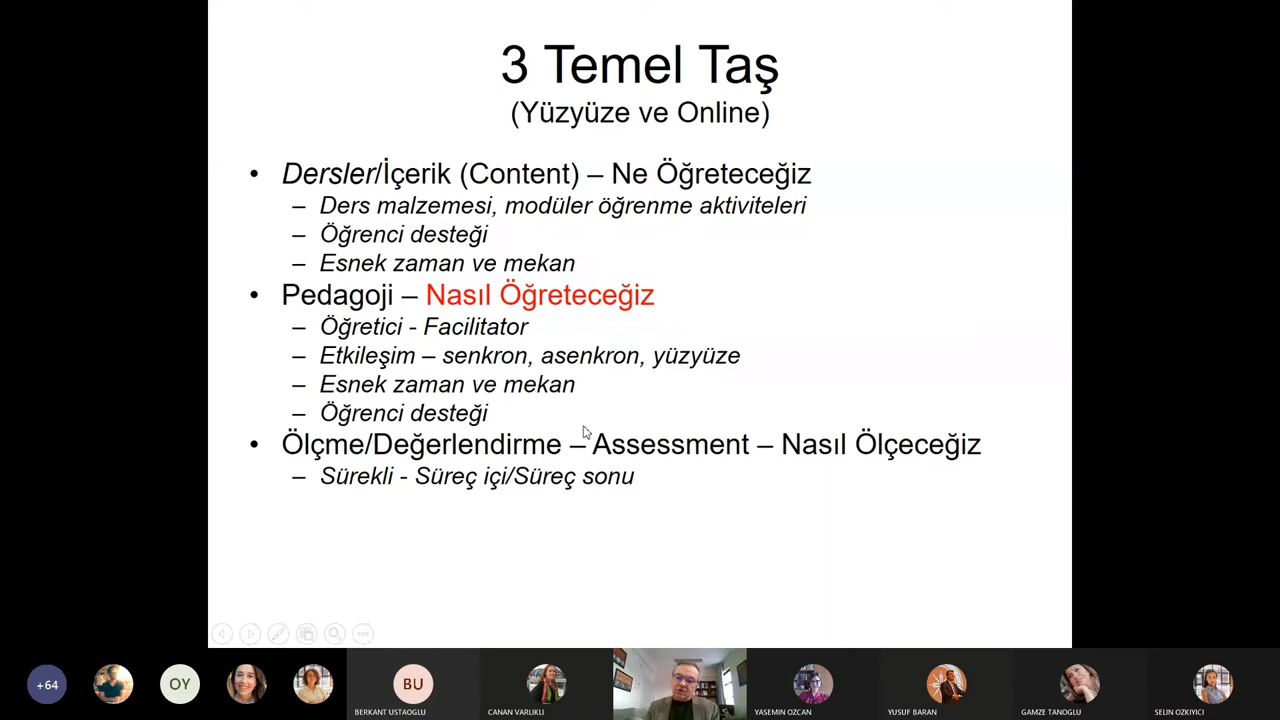 3 Temel Taş
(Yüzyüze ve Online)
• Dersler/İçerik (Content) – Ne Öğreteceğiz
– Ders malzemesi, modüler öğrenme aktiviteleri
– Öğrenci desteği
– Esnek zaman ve mekan
• Pedagoji – Nasıl Öğreteceğiz
– Öğretici - Facilitator
– Etkileşim – senkron, asenkron, yüzyüze
– Esnek zaman ve mekan
– Öğrenci desteği
• Ölçme/Değerlendirme – Assessment – Nasıl Ölçeceğiz
– Sürekli - Süreç içi/Süreç sonu
+64
OY
BU
BERKANT USTAOGLU
CANAN VARLIKLI
YASEMIN OZCAN
YUSUF BARAN
GAMZE TANOGLU
SELIN OZKIYICI